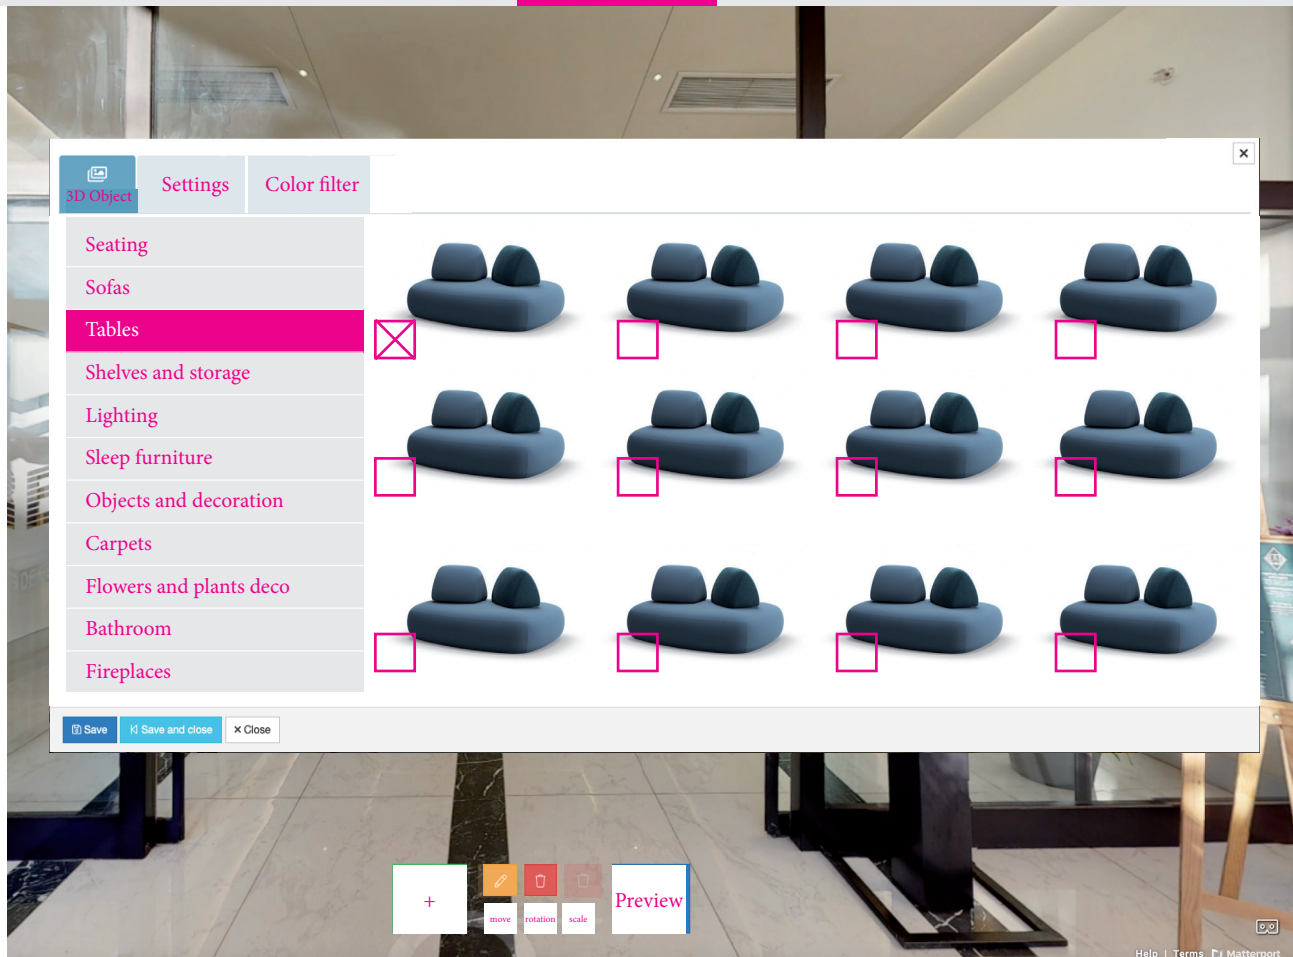 3D Object
Settings
Color filter
Seating
Sofas
Tables
Shelves and storage
Lighting
Sleep furniture
Objects and decoration
Carpets
Flowers and plants deco
Bathroom
Fireplaces
Save
Save and close
× Close
+
move
rotation
scale
Preview
Help | Terms
Matterport